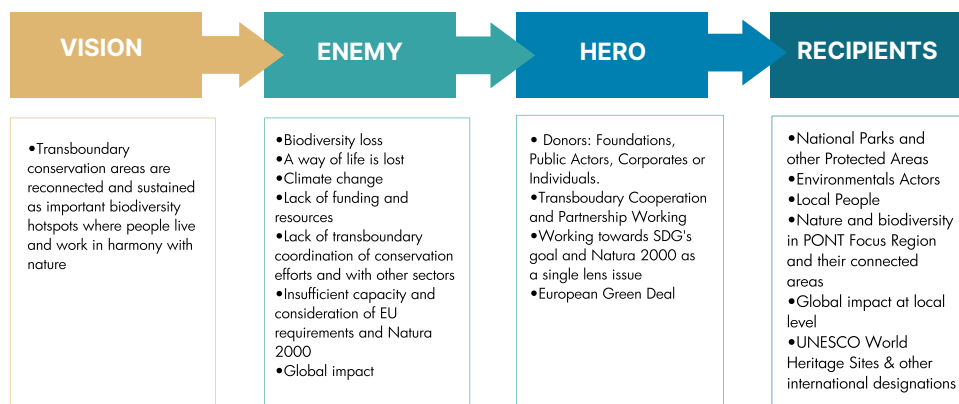 VISION
•Transboundary
conservation areas are
reconnected and sustained
as important biodiversity
hotspots where people live
and work in harmony with
nature
ENEMY
•Biodiversity loss
•A way of life is lost
•Climate change
•Lack of funding and
resources
•Lack of transboundary
coordination of conservation
efforts and with other sectors
•Insufficient capacity and
consideration of EU
requirements and Natura
2000
•Global impact
HERO
• Donors: Foundations,
Public Actors, Corporates or
Individuals.
•Transboudary Cooperation
and Partnership Working
•Working towards SDG's
goal and Natura 2000 as
a single lens issue
•European Green Deal
RECIPIENTS
•National Parks and
other Protected Areas
•Environmentals Actors
•Local People
•Nature and biodiversity
in PONT Focus Region
and their connected
areas
•Global impact at local
level
•UNESCO World
Heritage Sites & other
international designations